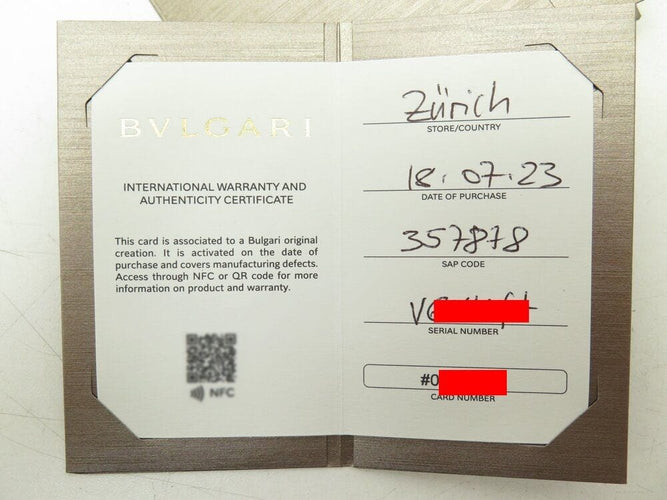 BVLGARI
INTERNATIONAL WARRANTY AND
AUTHENTICITY CERTIFICATE
This card is associated to a Bulgari original
creation. It is activated on the date of
purchase and covers manufacturing defects.
Access through NFC or QR code for more
information on product and warranty.
NFC
Zürich
STORE/COUNTRY
18.07.23
DATE OF PURCHASE
357878
SAP CODE
SERIAL NUMBER
#0
CARD NUMBER